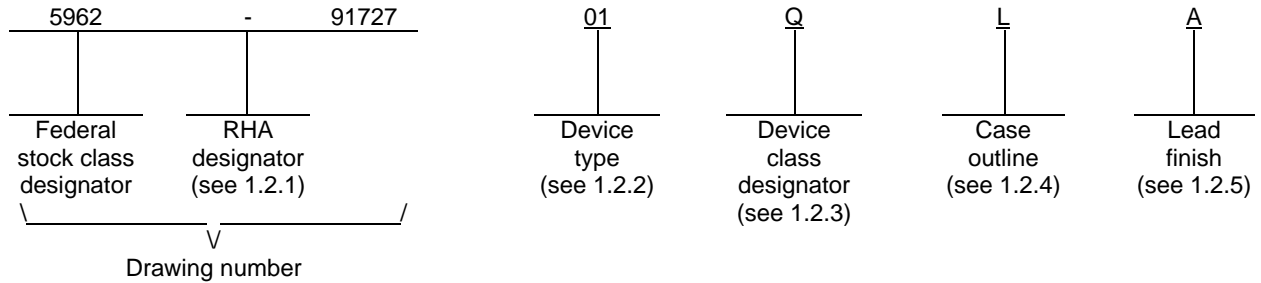 5962 - 91727 01 Q L A
Federal stock class designator
RHA designator (see 1.2.1)
Device type (see 1.2.2)
Device class designator (see 1.2.3)
Case outline (see 1.2.4)
Lead finish (see 1.2.5)
Drawing number